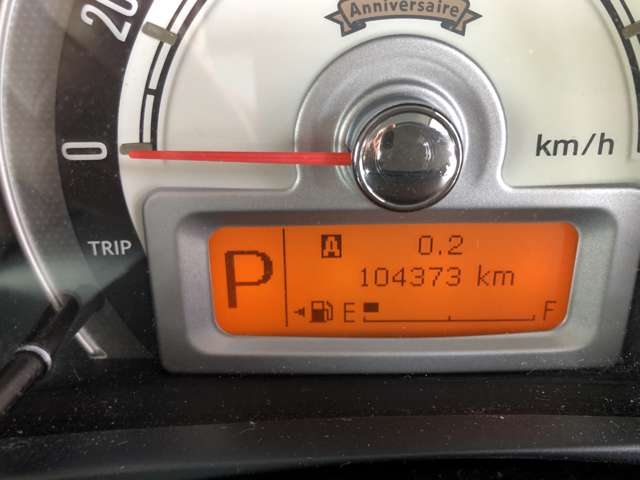 Anniversaire
20
0
km/h
TRIP
P
A 0.2
104373 km
E F